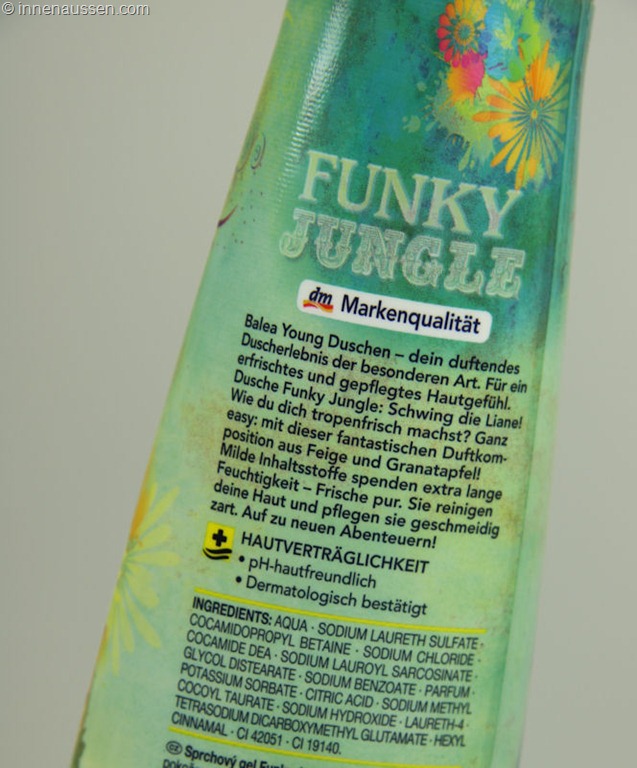 © innenaussen.com
FUNKY
JUNGLE
dm Markenqualität
Balea Young Duschen – dein duftendes
Duscherlebnis der besonderen Art. Für ein
erfrischtes und gepflegtes Hautgefühl.
Dusche Funky Jungle: Schwing die Liane!
Wie du dich tropenfrisch machst? Ganz
easy: mit dieser fantastischen Duftkom-
position aus Feige und Granatapfel!
Milde Inhaltsstoffe spenden extra lange
Feuchtigkeit – Frische pur. Sie reinigen
deine Haut und pflegen sie geschmeidig
zart. Auf zu neuen Abenteuern!
HAUTVERTRÄGLICHKEIT
• pH-hautfreundlich
• Dermatologisch bestätigt
INGREDIENTS: AQUA · SODIUM LAURETH SULFATE ·
COCAMIDOPROPYL BETAINE · SODIUM CHLORIDE ·
COCAMIDE DEA · SODIUM LAUROYL SARCOSINATE ·
GLYCOL DISTEARATE · SODIUM BENZOATE · PARFUM ·
POTASSIUM SORBATE · CITRIC ACID · SODIUM METHYL
COCOYL TAURATE · SODIUM HYDROXIDE · LAURETH-4 ·
TETRASODIUM DICARBOXYMETHYL GLUTAMATE · HEXYL
CINNAMAL · CI 42051 · CI 19140.
CZ Sprchový gel Funky